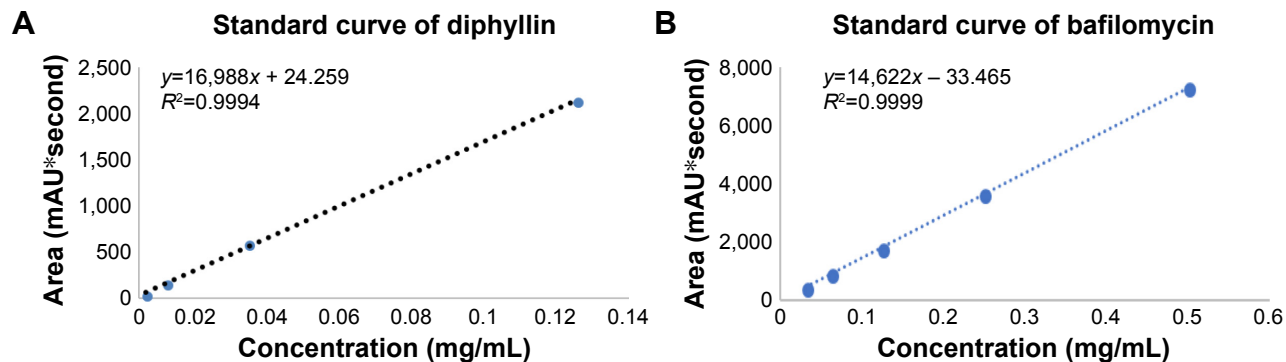 A
Standard curve of diphyllin
Area (mAU*second)
2,500
2,000
1,500
1,000
500
0
y=16,988x + 24.259
R²=0.9994
0 0.02 0.04 0.06 0.08 0.1 0.12 0.14
Concentration (mg/mL)
B
Standard curve of bafilomycin
Area (mAU*second)
8,000
6,000
4,000
2,000
0
y=14,622x – 33.465
R²=0.9999
0 0.1 0.2 0.3 0.4 0.5 0.6
Concentration (mg/mL)